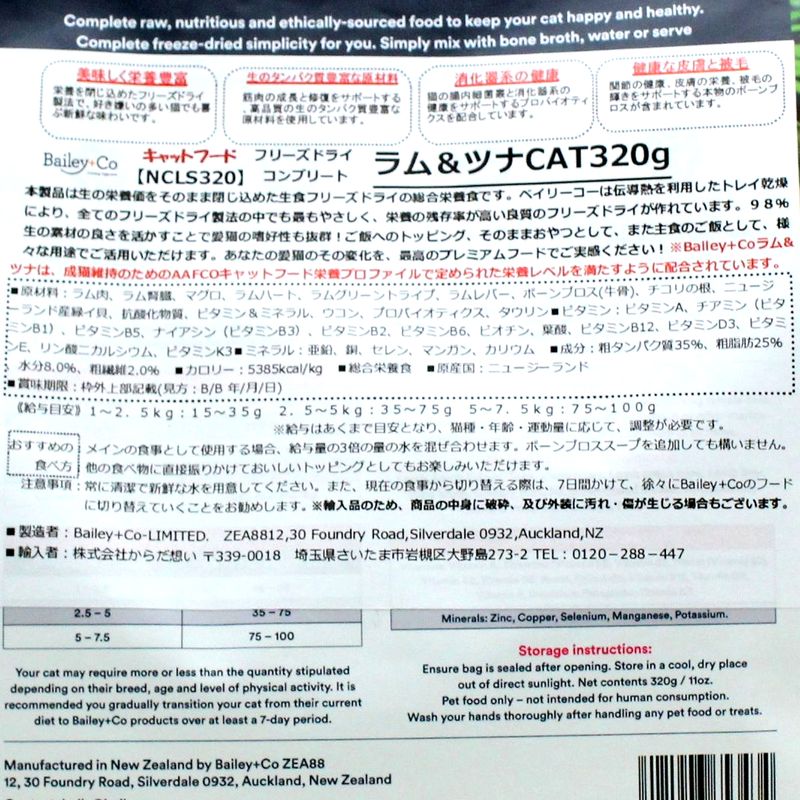 Complete raw, nutritious and ethically-sourced food to keep your cat happy and healthy.
Complete freeze-dried simplicity for you. Simply mix with bone broth, water or serve
美味しく栄養豊富
栄養を閉じ込めたフリーズドライ
製法で、好き嫌いの多い猫でも喜
ぶ新鮮な味わいです。
生のタンパク質豊富な原材料
筋肉の成長と修復をサポートする
高品質の生のタンパク質豊富な
原材料を使用しています。
消化器系の健康
猫の腸内細菌叢と消化器系の
健康をサポートするプロバイオティ
クスを配合しています。
健康な皮膚と被毛
関節の健康、皮膚の栄養、被毛の
輝きをサポートする本物のボーンブ
ロスが含まれています。
Bailey+Co
キャットフード フリーズドライ
【NCLS320】 コンプリート
ラム＆ツナCAT320g
本製品は生の栄養価をそのまま閉じ込めた生食フリーズドライの総合栄養食です。ベイリーコーは伝導熱を利用したトレイ乾燥
により、全てのフリーズドライ製法の中でも最もやさしく、栄養の残存率が高い良質のフリーズドライが作れています。９８％
生の素材の良さを活かすことで愛猫の嗜好性も抜群！ご飯へのトッピング、そのままおやつとして、また主食のご飯として、様
々な用途でご活用いただけます。あなたの愛猫のその変化を、最高のプレミアムフードでご実感ください！※Bailey+Coラム&
ツナは、成猫維持のためのAAFCOキャットフード栄養プロファイルで定められた栄養レベルを満たすように配合されています。
■原材料：ラム肉、ラム腎臓、マグロ、ラムハート、ラムグリーントライプ、ラムレバー、ボーンブロス(牛骨)、チコリの根、ニュージ
ーランド産緑イ貝、抗酸化物質、ビタミン＆ミネラル、ウコン、プロバイオティクス、タウリン■ビタミン：ビタミンA、チアミン（ビタ
ミンB1）、ビタミンB5、ナイアシン（ビタミンB3）、ビタミンB2、ビタミンB6、ビオチン、葉酸、ビタミンB12、ビタミンD3、ビタミ
ンE、リン酸二カルシウム、ビタミンK3■ミネラル：亜鉛、銅、セレン、マンガン、カリウム ■成分：粗タンパク質35%、粗脂肪25%
、水分8.0%、粗繊維2.0% ■カロリー：5385kcal/kg ■総合栄養食 ■原産国：ニュージーランド
■賞味期限：枠外上部記載(見方：B/B 年/月/日)
《給与目安》１～２．５kg：１５～３５g ２．５～５kg：３５～７５g ５～７．５kg：７５～１００g
※給与はあくまで目安となり、猫種・年齢・運動量に応じて、調整が必要です。
おすすめの
食べ方
メインの食事として使用する場合、給与量の3倍の量の水を混ぜ合わせます。ボーンブロススープを追加しても構いません。
他の食べ物に直接振りかけておいしいトッピングとしてもお楽しみいただけます。
注意事項：常に清潔で新鮮な水を用意してください。また、現在の食事から切り替える際は、7日間かけて、徐々にBailey+Coのフード
に切り替えていくことをお勧めします。※輸入品のため、商品の中身に破砕、及び外装に汚れ・傷が生じる場合もございます。
■製造者：Bailey+Co-LIMITED. ZEA8812,30 Foundry Road,Silverdale 0932,Auckland,NZ
■輸入者：株式会社からだ想い 〒339-0018 埼玉県さいたま市岩槻区大野島273-2 TEL：0120－288－447
2.5 – 5 35 – 75
5 – 7.5 75 – 100
Minerals: Zinc, Copper, Selenium, Manganese, Potassium.
Your cat may require more or less than the quantity stipulated
depending on their breed, age and level of physical activity. It is
recommended you gradually transition your cat from their current
diet to Bailey+Co products over at least a 7-day period.
Storage instructions:
Ensure bag is sealed after opening. Store in a cool, dry place
out of direct sunlight. Net contents 320g / 11oz.
Pet food only – not intended for human consumption.
Wash your hands thoroughly after handling any pet food or treats.
Manufactured in New Zealand by Bailey+Co ZEA88
12, 30 Foundry Road, Silverdale 0932, Auckland, New Zealand